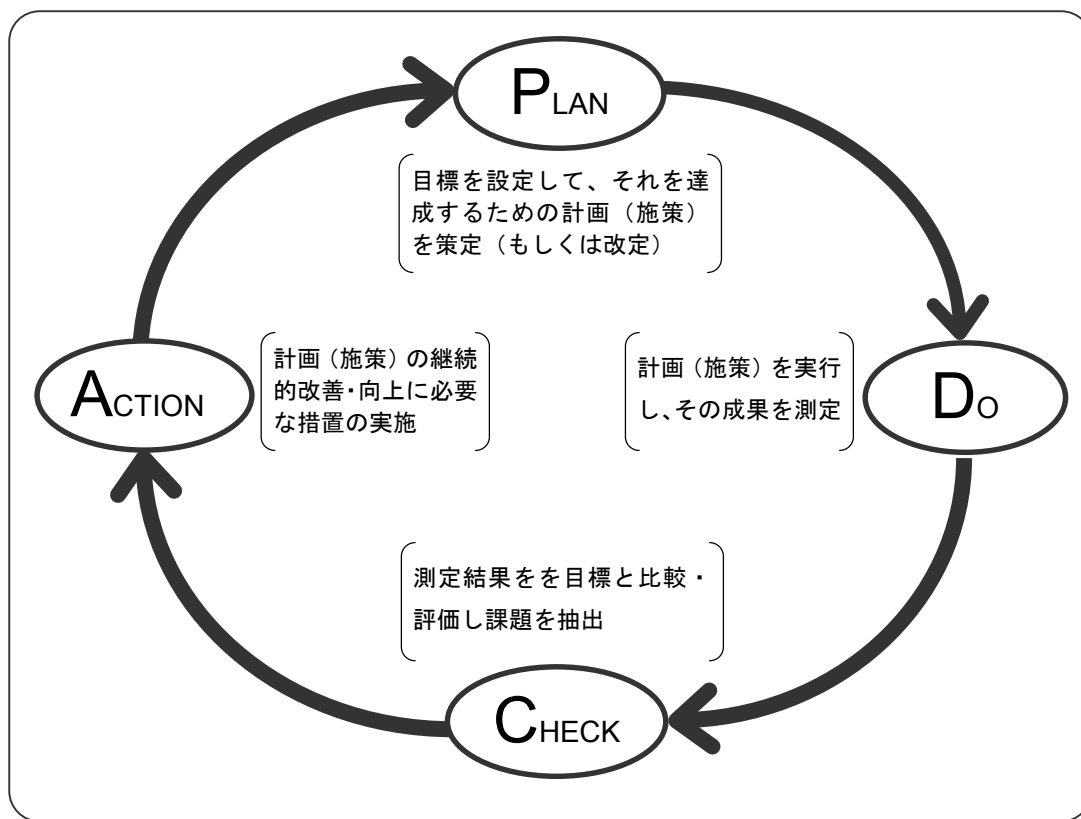 PLAN
目標を設定して、それを達
成するための計画（施策）
を策定（もしくは改定）
ACTION
計画（施策）の継続
的改善・向上に必要
な措置の実施
計画（施策）を実行
し、その成果を測定
DO
測定結果をを目標と比較・
評価し課題を抽出
CHECK